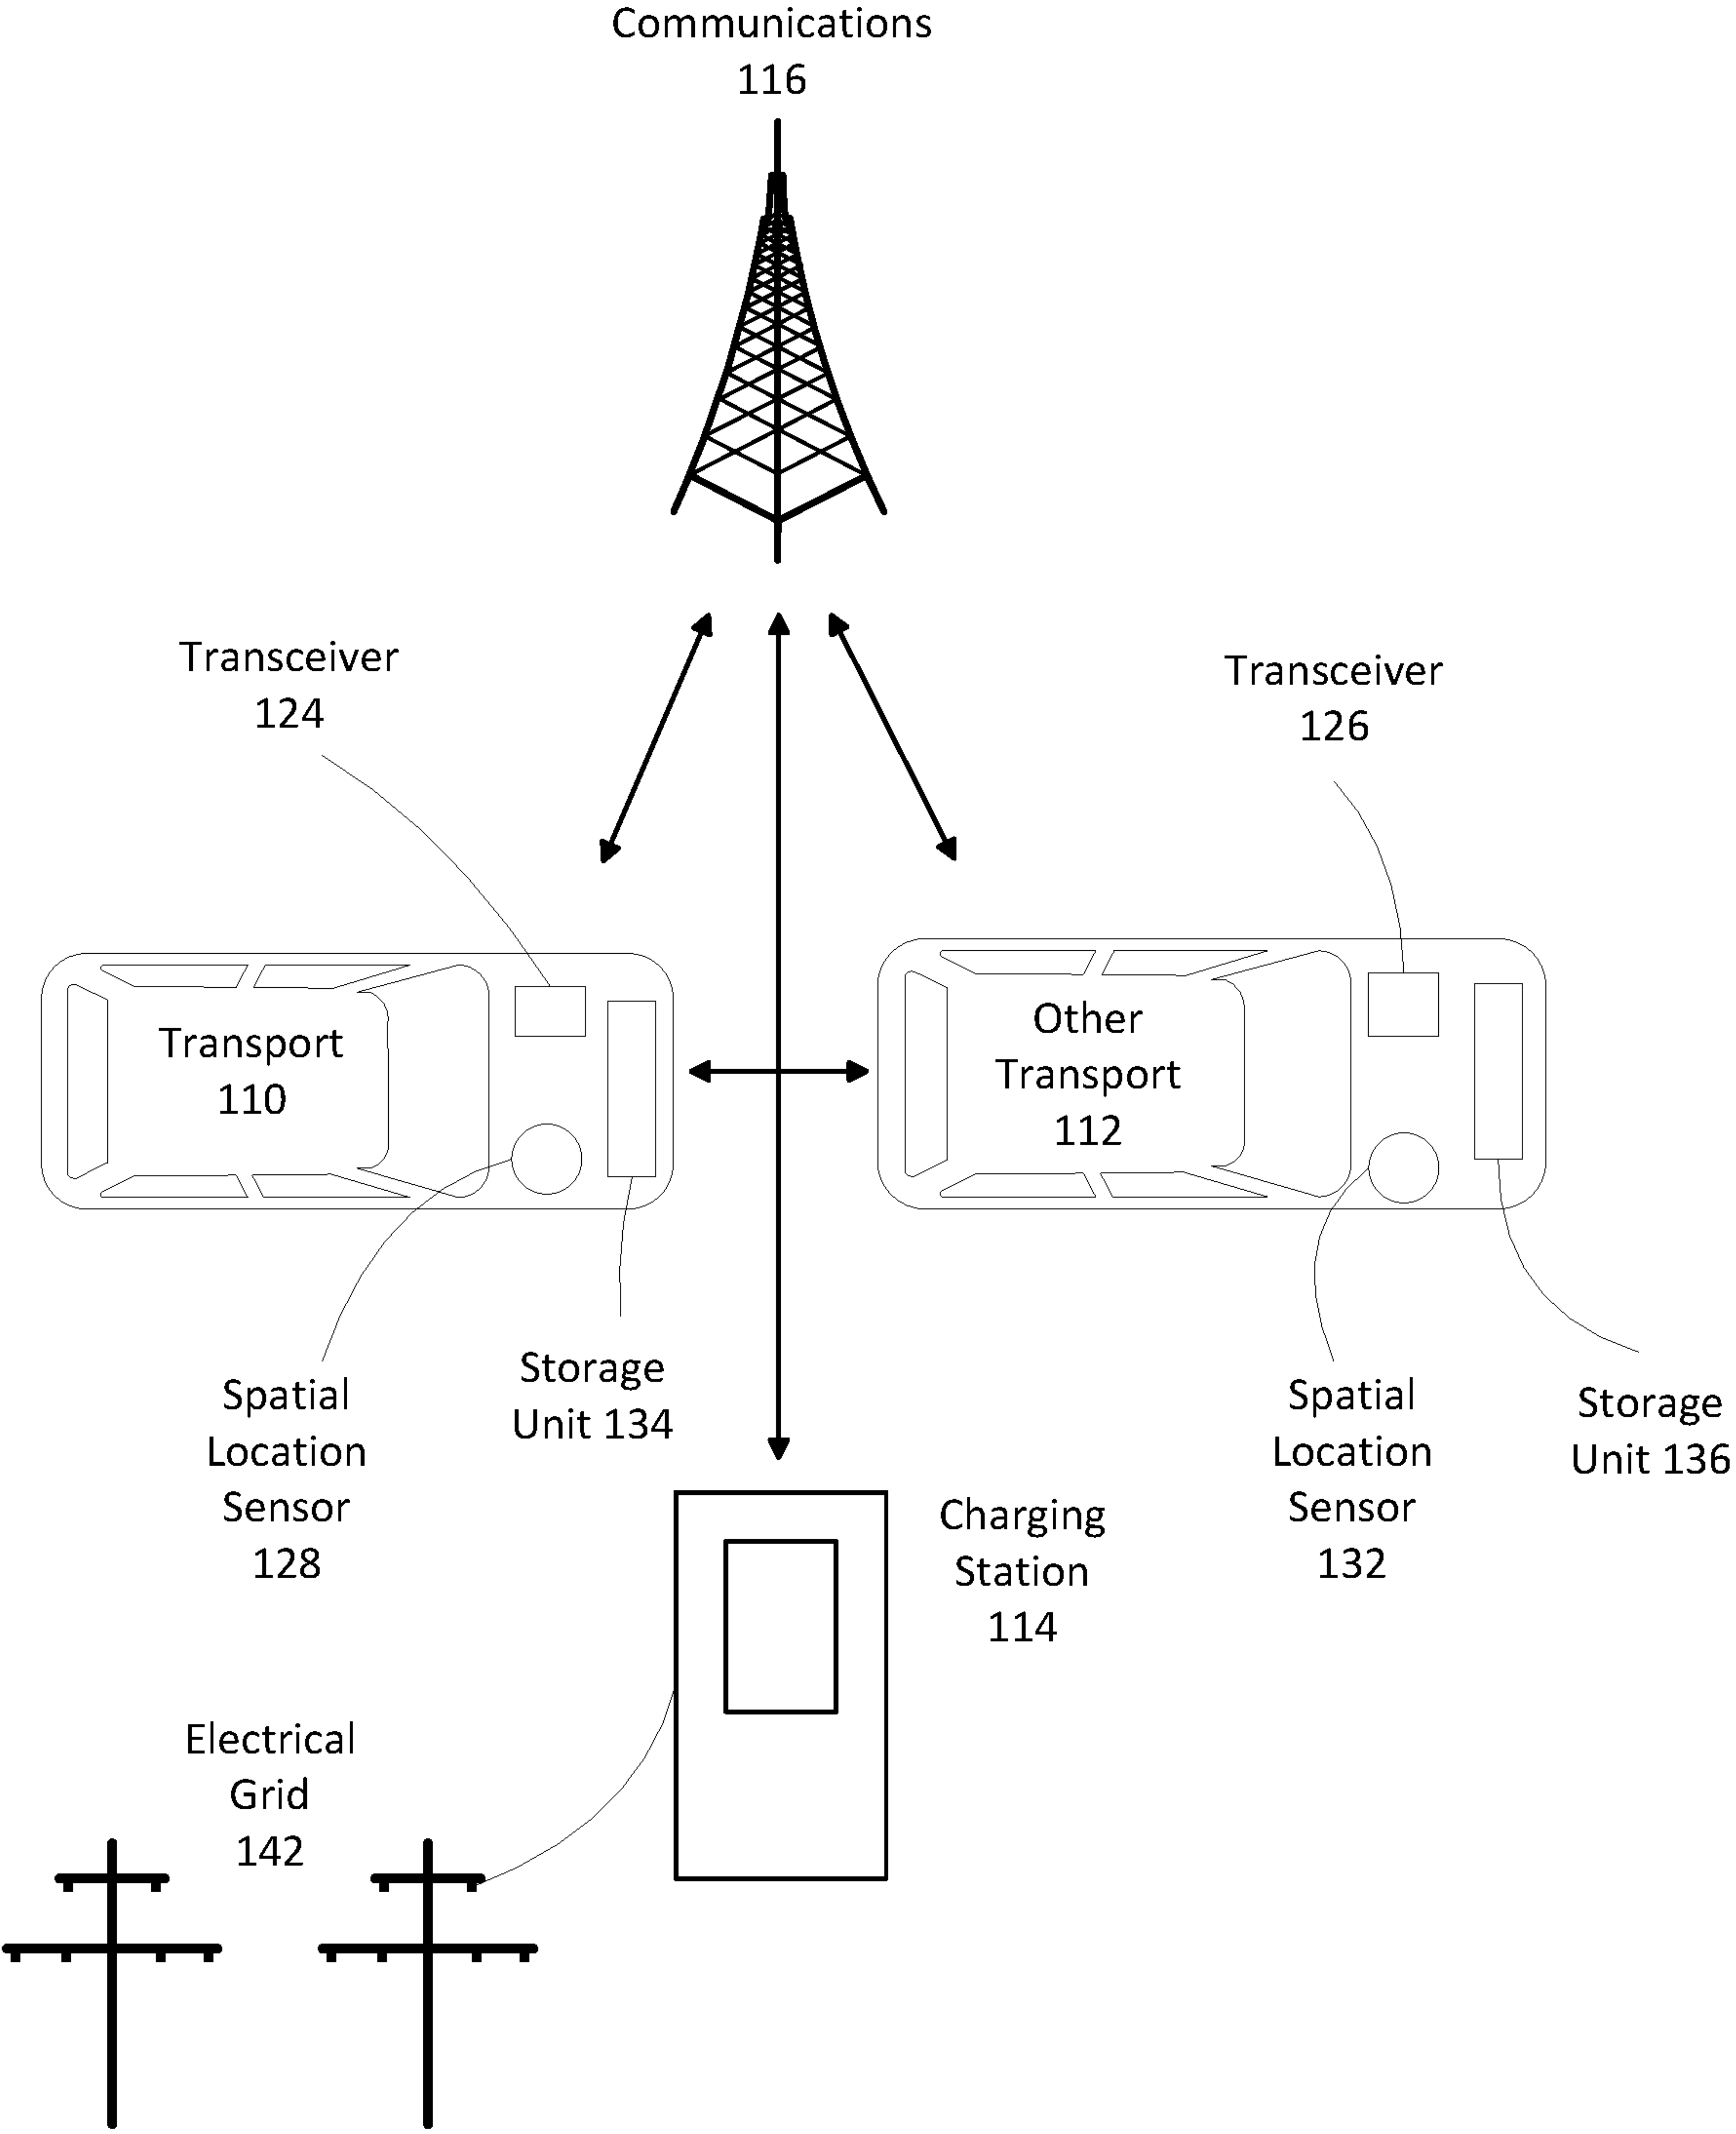 Communications
116
Transceiver
124
Transceiver
126
Transport
110
Other
Transport
112
Spatial
Location
Sensor
128
Storage
Unit 134
Spatial
Location
Sensor
132
Storage
Unit 136
Charging
Station
114
Electrical
Grid
142